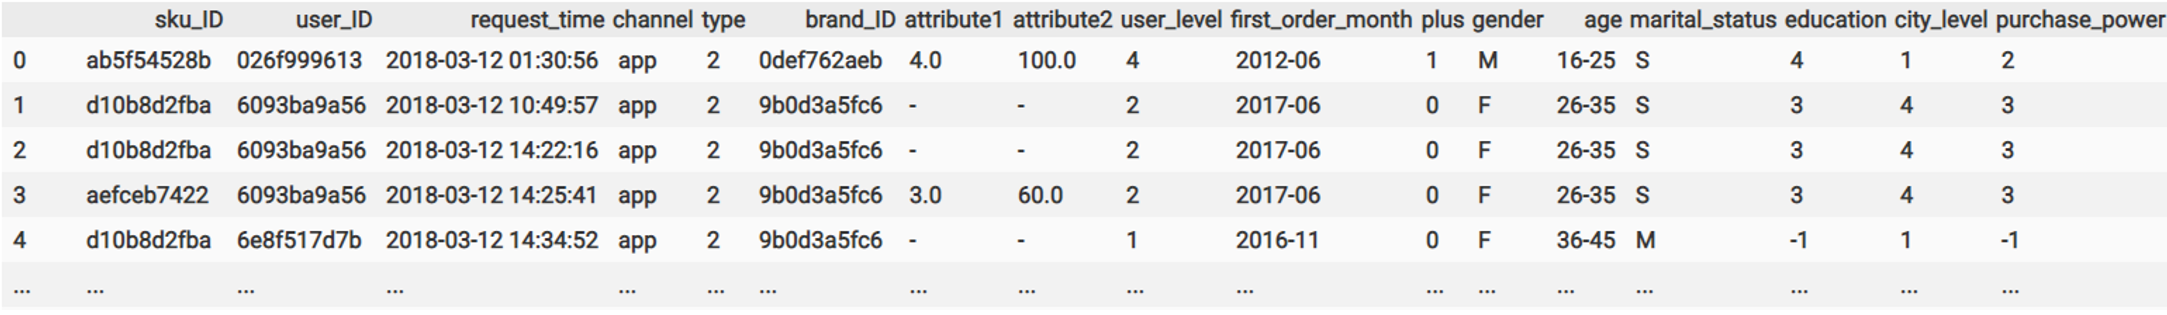 sku_ID user_ID request_time channel type brand_ID attribute1 attribute2 user_level first_order_month plus gender age marital_status education city_level purchase_power
0 ab5f54528b 026f999613 2018-03-12 01:30:56 app 2 0def762aeb 4.0 100.0 4 2012-06 1 M 16-25 S 4 1 2
1 d10b8d2fba 6093ba9a56 2018-03-12 10:49:57 app 2 9b0d3a5fc6 - - 2 2017-06 0 F 26-35 S 3 4 3
2 d10b8d2fba 6093ba9a56 2018-03-12 14:22:16 app 2 9b0d3a5fc6 - - 2 2017-06 0 F 26-35 S 3 4 3
3 aefceb7422 6093ba9a56 2018-03-12 14:25:41 app 2 9b0d3a5fc6 3.0 60.0 2 2017-06 0 F 26-35 S 3 4 3
4 d10b8d2fba 6e8f517d7b 2018-03-12 14:34:52 app 2 9b0d3a5fc6 - - 1 2016-11 0 F 36-45 M -1 1 -1
... ... ... ... ... ... ... ... ... ... ... ... ... ... ... ... ... ...